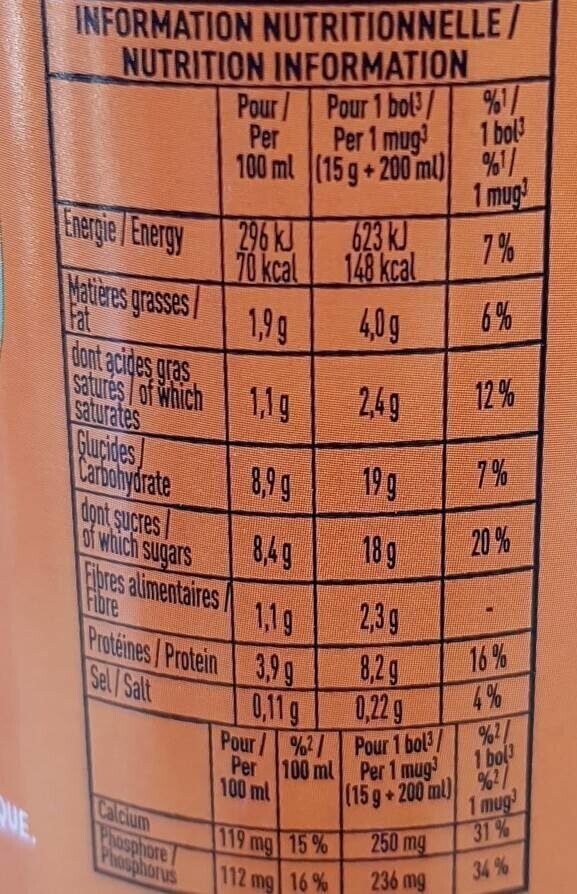 INFORMATION NUTRITIONNELLE /
NUTRITION INFORMATION
Pour / Per 100 ml | Pour 1 bol³ / Per 1 mug³ (15 g + 200 ml) | %¹/ 1 bol³ %¹/ 1 mug³
Energie / Energy | 296 kJ 70 kcal | 623 kJ 148 kcal | 7 %
Matières grasses / Fat | 1,9 g | 4,0 g | 6 %
dont acides gras saturés / of which saturates | 1,1 g | 2,4 g | 12 %
Glucides / Carbohydrate | 8,9 g | 19 g | 7 %
dont sucres / of which sugars | 8,4 g | 18 g | 20 %
Fibres alimentaires / Fibre | 1,1 g | 2,3 g | -
Protéines / Protein | 3,9 g | 8,2 g | 16 %
Sel / Salt | 0,11 g | 0,22 g | 4 %
Pour / Per 100 ml | %²/ 100 ml | Pour 1 bol³ / Per 1 mug³ (15 g + 200 ml) | %²/ 1 bol³ %²/ 1 mug³
Calcium | 119 mg | 15 % | 250 mg | 31 %
Phosphore / Phosphorus | 112 mg | 16 % | 236 mg | 34 %
QUE.